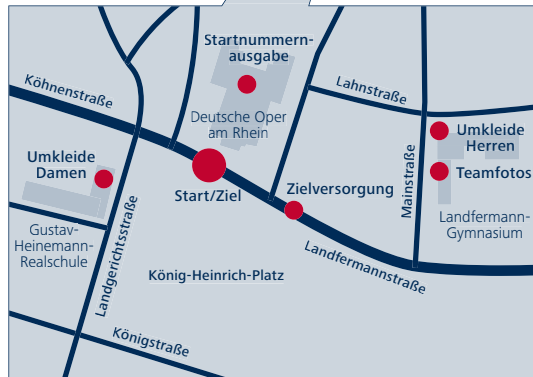 Startnummern-
ausgabe
Köhnenstraße
Lahnstraße
Deutsche Oper
am Rhein
Umkleide
Herren
Umkleide
Damen
Teamfotos
Start/Ziel
Zielversorgung
Mainstraße
Landfermann-
Gymnasium
Gustav-
Heinemann-
Realschule
Landgerichtsstraße
Landfermannstraße
König-Heinrich-Platz
Königstraße